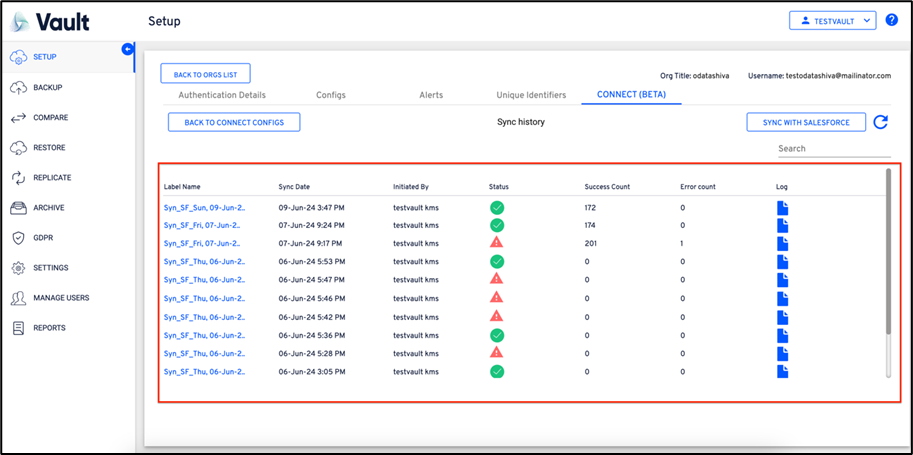 Vault
Setup
TESTVAULT
SETUP
BACKUP
COMPARE
RESTORE
REPLICATE
ARCHIVE
GDPR
SETTINGS
MANAGE USERS
REPORTS
BACK TO ORGS LIST
Org Title: odatashiva Username: testodatashiva@mailinator.com
Authentication Details Configs Alerts Unique Identifiers CONNECT (BETA)
BACK TO CONNECT CONFIGS Sync history SYNC WITH SALESFORCE
Search
Label Name Sync Date Initiated By Status Success Count Error count Log
Syn_SF_Sun, 09-Jun-2.. 09-Jun-24 3:47 PM testvault kms 172 0
Syn_SF_Fri, 07-Jun-2.. 07-Jun-24 9:24 PM testvault kms 174 0
Syn_SF_Fri, 07-Jun-2.. 07-Jun-24 9:17 PM testvault kms 201 1
Syn_SF_Thu, 06-Jun-2.. 06-Jun-24 5:53 PM testvault kms 0 0
Syn_SF_Thu, 06-Jun-2.. 06-Jun-24 5:47 PM testvault kms 0 0
Syn_SF_Thu, 06-Jun-2.. 06-Jun-24 5:46 PM testvault kms 0 0
Syn_SF_Thu, 06-Jun-2.. 06-Jun-24 5:42 PM testvault kms 0 0
Syn_SF_Thu, 06-Jun-2.. 06-Jun-24 5:36 PM testvault kms 0 0
Syn_SF_Thu, 06-Jun-2.. 06-Jun-24 5:28 PM testvault kms 0 0
Syn_SF_Thu, 06-Jun-2.. 06-Jun-24 3:05 PM testvault kms 0 0